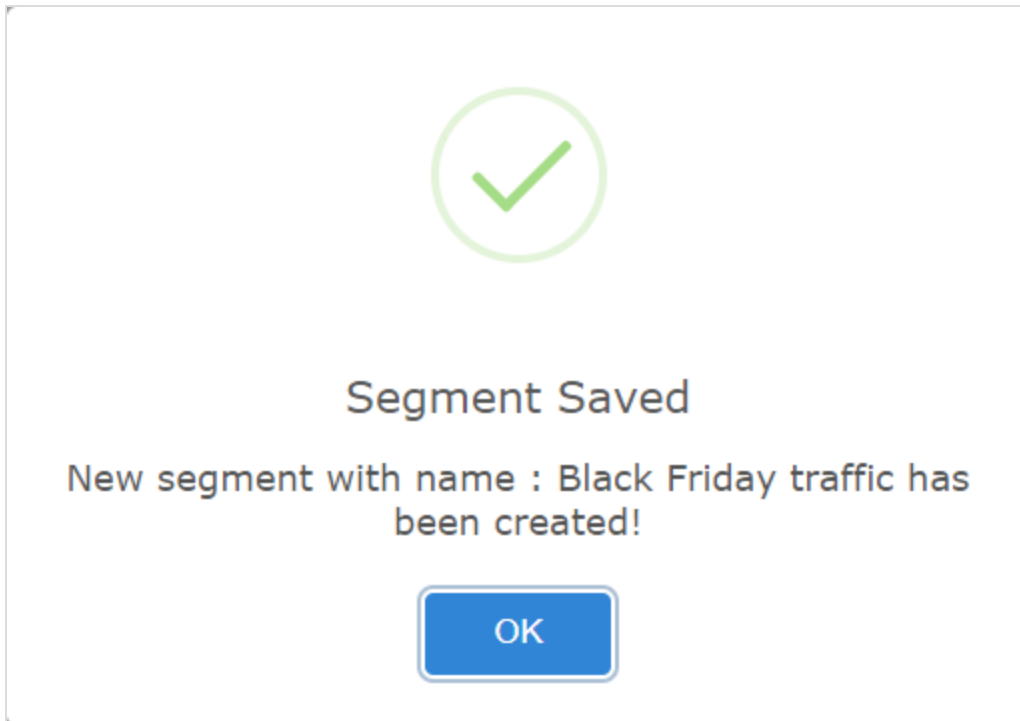 Segment Saved
New segment with name : Black Friday traffic has
been created!
OK